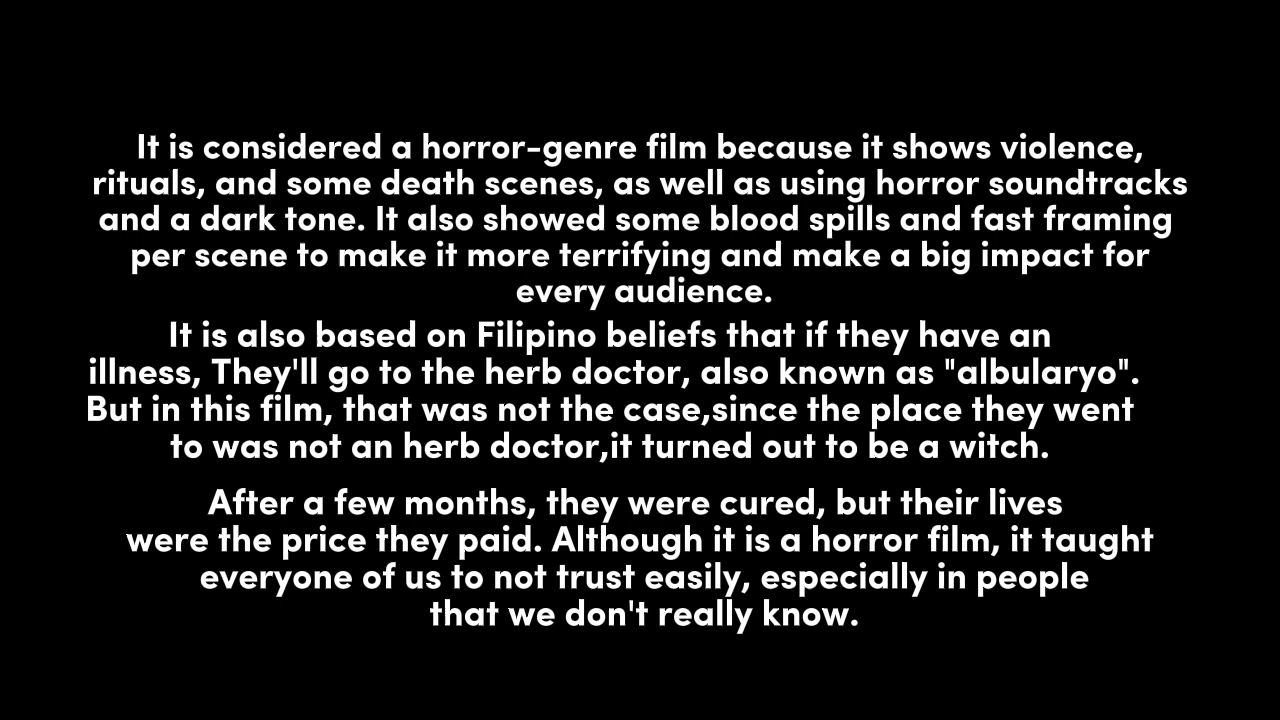 It is considered a horror-genre film because it shows violence,
rituals, and some death scenes, as well as using horror soundtracks
and a dark tone. It also showed some blood spills and fast framing
per scene to make it more terrifying and make a big impact for
every audience.
It is also based on Filipino beliefs that if they have an
illness, They'll go to the herb doctor, also known as "albularyo".
But in this film, that was not the case,since the place they went
to was not an herb doctor,it turned out to be a witch.
After a few months, they were cured, but their lives
were the price they paid. Although it is a horror film, it taught
everyone of us to not trust easily, especially in people
that we don't really know.